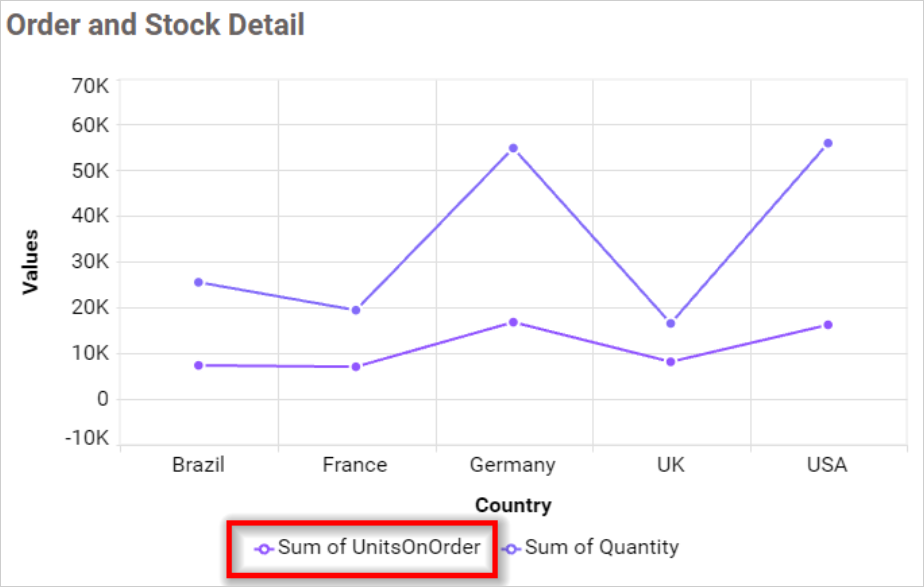 Order and Stock Detail
70K
60K
50K
40K
30K
20K
10K
0
-10K
Values
Brazil France Germany UK USA
Country
Sum of UnitsOnOrder Sum of Quantity